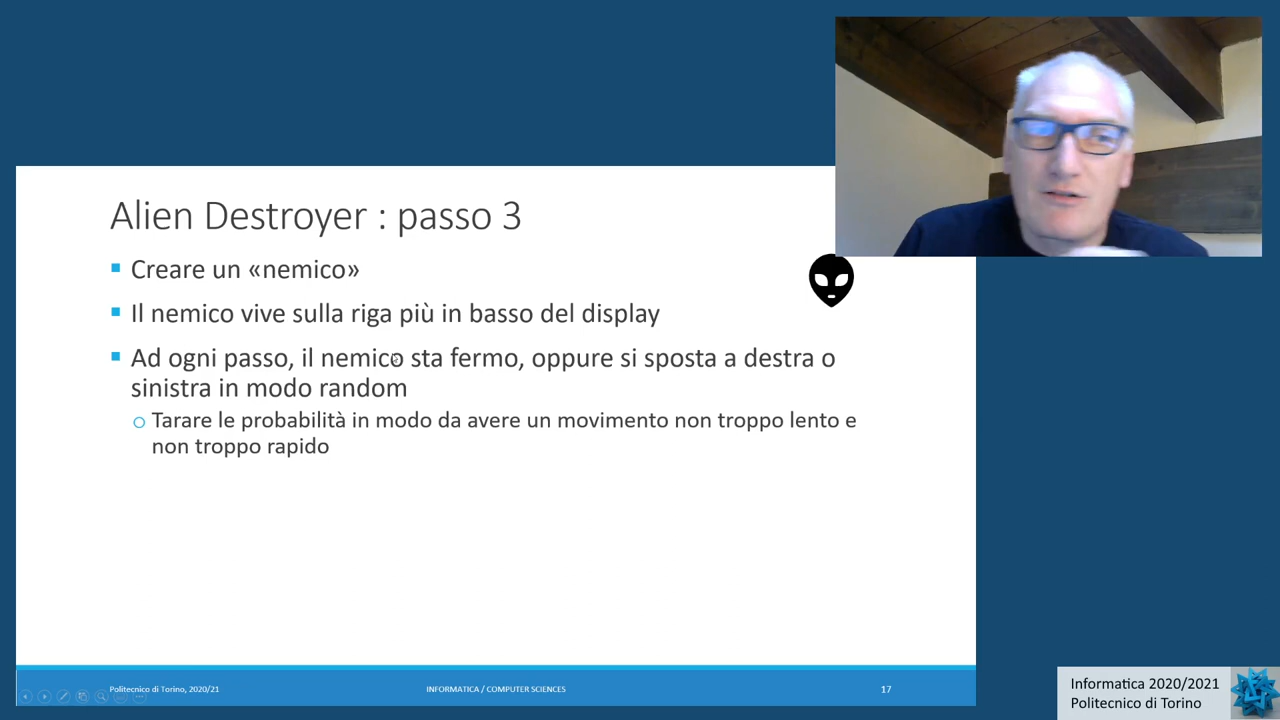 Alien Destroyer : passo 3
Creare un «nemico»
Il nemico vive sulla riga più in basso del display
Ad ogni passo, il nemico sta fermo, oppure si sposta a destra o
sinistra in modo random
Tarare le probabilità in modo da avere un movimento non troppo lento e
non troppo rapido
Politecnico di Torino, 2020/21
INFORMATICA / COMPUTER SCIENCES
17
Informatica 2020/2021
Politecnico di Torino